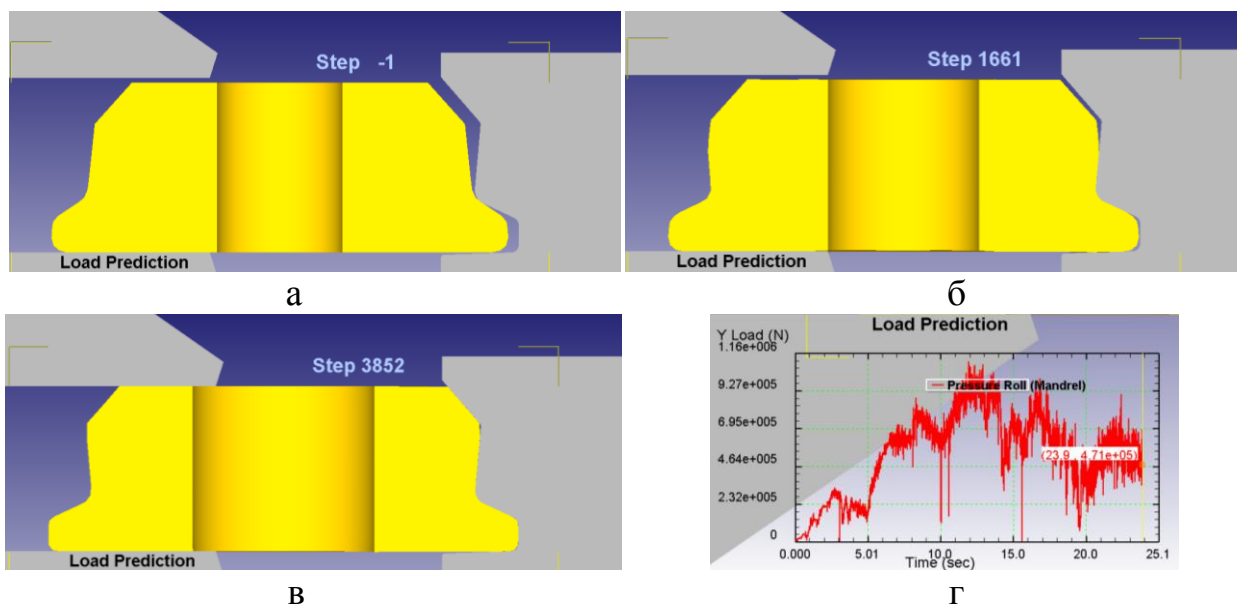 Step -1
Load Prediction
а
Step 1661
Load Prediction
б
Step 3852
Load Prediction
в
Load Prediction
Y Load (N)
1.16e+006
9.27e+005
6.95e+005
4.64e+005
2.32e+005
0
Pressure Roll (Mandrel)
(23.9 , 4.71e+05)
0.000 5.01 10.0 15.0 20.0 25.1
Time (sec)
г